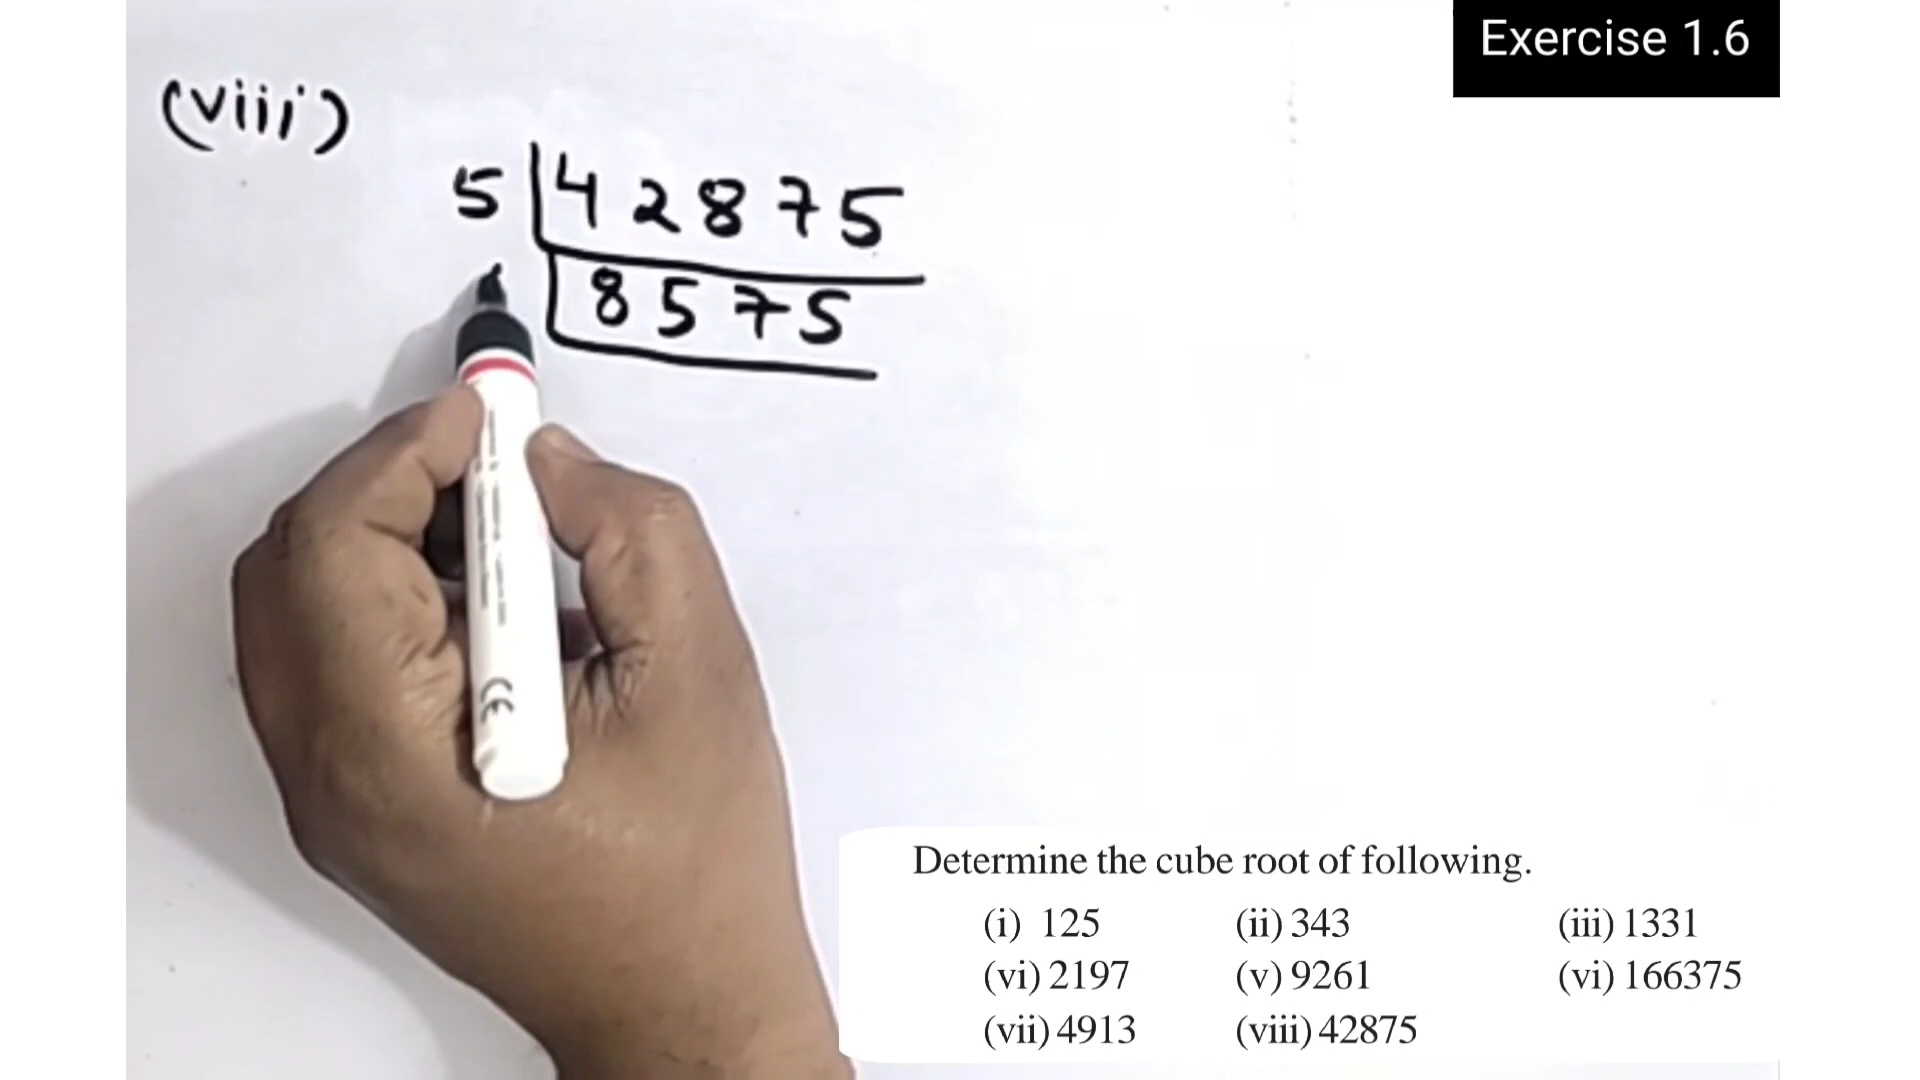 Exercise 1.6
(viii)
5 42875
8575
Determine the cube root of following.
(i) 125 (ii) 343 (iii) 1331
(vi) 2197 (v) 9261 (vi) 166375
(vii) 4913 (viii) 42875
CE